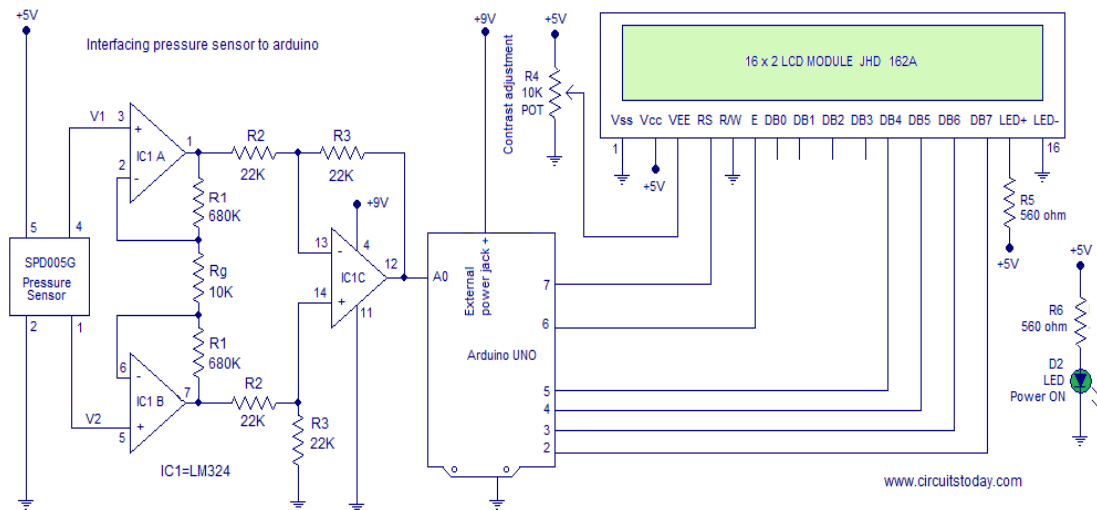 +5V
Interfacing pressure sensor to arduino
V1
3
+
IC1 A
1
2
-
R2
22K
R3
22K
R1
680K
5
4
SPD005G
Pressure
Sensor
2
1
Rg
10K
R1
680K
6
-
IC1 B
7
+
5
V2
R2
22K
R3
22K
IC1=LM324
+9V
13
-
4
IC1C
12
14
+
11
+9V
A0
External
power jack +
Arduino UNO
7
6
5
4
3
2
+5V
R4
10K
POT
Contrast adjustment
16 x 2 LCD MODULE JHD 162A
Vss
Vcc
VEE
RS
R/W
E
DB0
DB1
DB2
DB3
DB4
DB5
DB6
DB7
LED+
LED-
1
16
+5V
R5
560 ohm
+5V
+5V
R6
560 ohm
D2
LED
Power ON
www.circuitstoday.com